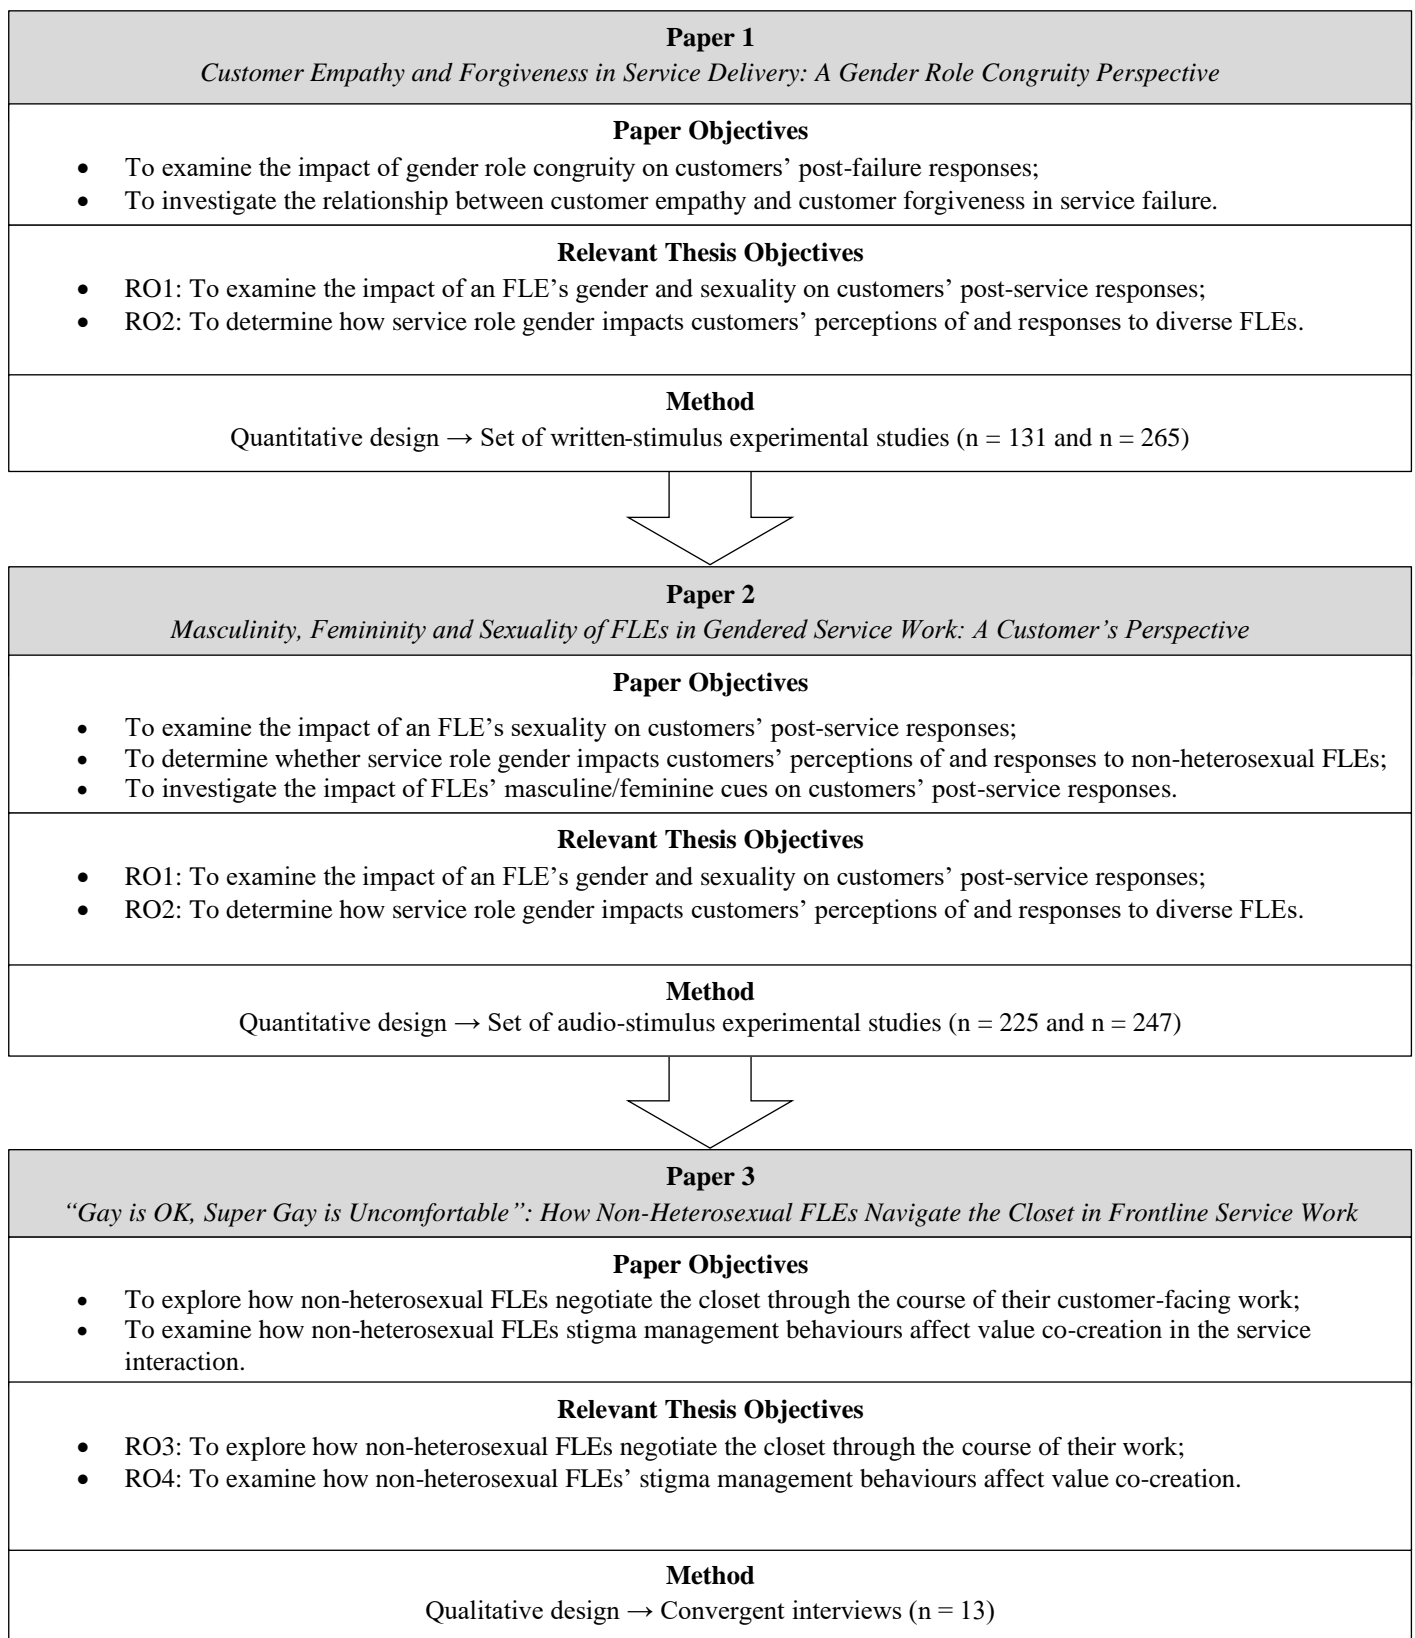 Paper 1
Customer Empathy and Forgiveness in Service Delivery: A Gender Role Congruity Perspective
Paper Objectives
• To examine the impact of gender role congruity on customers’ post-failure responses;
• To investigate the relationship between customer empathy and customer forgiveness in service failure.
Relevant Thesis Objectives
• RO1: To examine the impact of an FLE’s gender and sexuality on customers’ post-service responses;
• RO2: To determine how service role gender impacts customers’ perceptions of and responses to diverse FLEs.
Method
Quantitative design → Set of written-stimulus experimental studies (n = 131 and n = 265)
Paper 2
Masculinity, Femininity and Sexuality of FLEs in Gendered Service Work: A Customer’s Perspective
Paper Objectives
• To examine the impact of an FLE’s sexuality on customers’ post-service responses;
• To determine whether service role gender impacts customers’ perceptions of and responses to non-heterosexual FLEs;
• To investigate the impact of FLEs’ masculine/feminine cues on customers’ post-service responses.
Relevant Thesis Objectives
• RO1: To examine the impact of an FLE’s gender and sexuality on customers’ post-service responses;
• RO2: To determine how service role gender impacts customers’ perceptions of and responses to diverse FLEs.
Method
Quantitative design → Set of audio-stimulus experimental studies (n = 225 and n = 247)
Paper 3
“Gay is OK, Super Gay is Uncomfortable”: How Non-Heterosexual FLEs Navigate the Closet in Frontline Service Work
Paper Objectives
• To explore how non-heterosexual FLEs negotiate the closet through the course of their customer-facing work;
• To examine how non-heterosexual FLEs stigma management behaviours affect value co-creation in the service
interaction.
Relevant Thesis Objectives
• RO3: To explore how non-heterosexual FLEs negotiate the closet through the course of their work;
• RO4: To examine how non-heterosexual FLEs’ stigma management behaviours affect value co-creation.
Method
Qualitative design → Convergent interviews (n = 13)